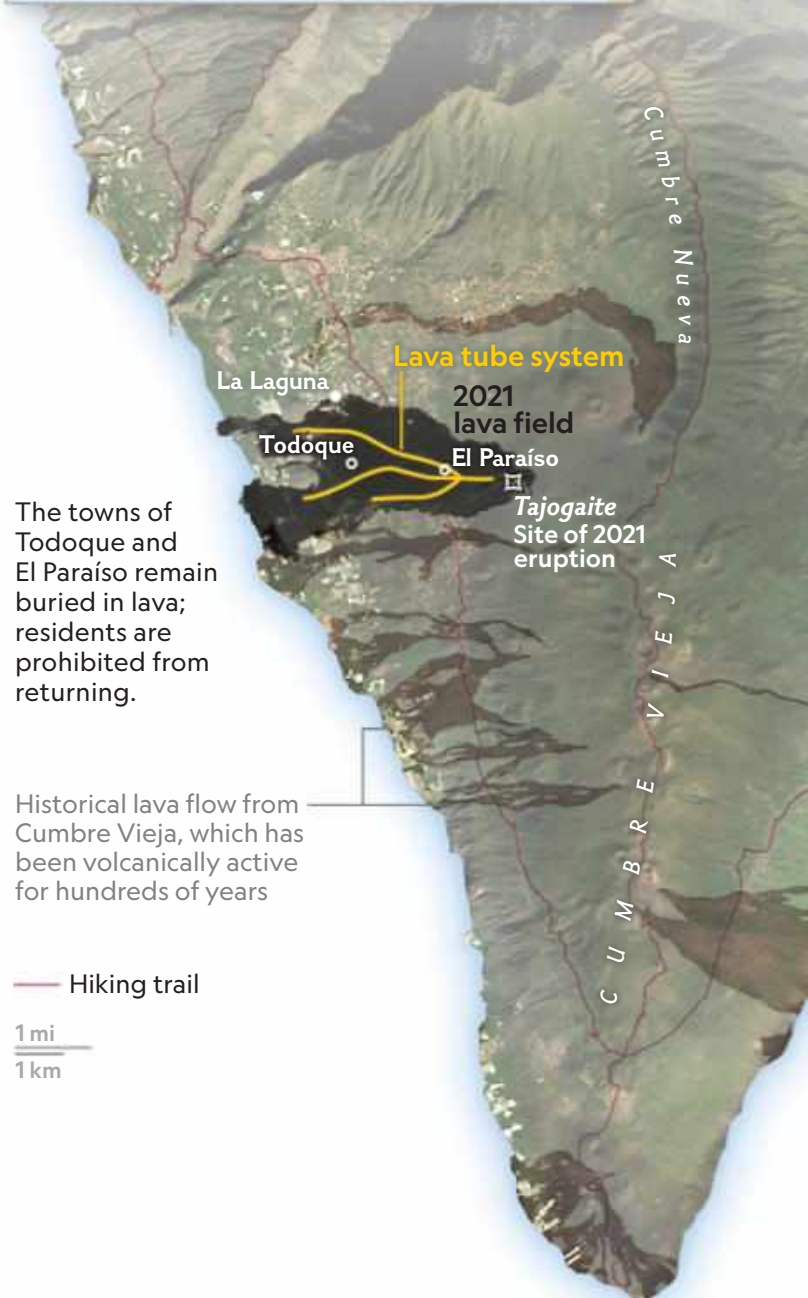 Cumbre Nueva
Lava tube system
La Laguna
2021
lava field
Todoque
El Paraíso
Tajogaite
Site of 2021
eruption
The towns of
Todoque and
El Paraíso remain
buried in lava;
residents are
prohibited from
returning.
CUMBRE VIEJA
Historical lava flow from
Cumbre Vieja, which has
been volcanically active
for hundreds of years
Hiking trail
1 mi
1 km